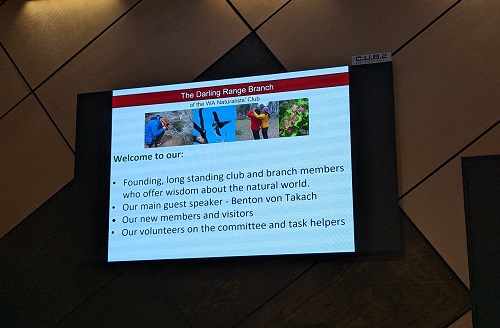 C.U.B.2
The Darling Range Branch
of the WA Naturalists' Club
Welcome to our:
• Founding, long standing club and branch members
who offer wisdom about the natural world.
• Our main guest speaker - Benton von Takach
• Our new members and visitors
• Our volunteers on the committee and task helpers